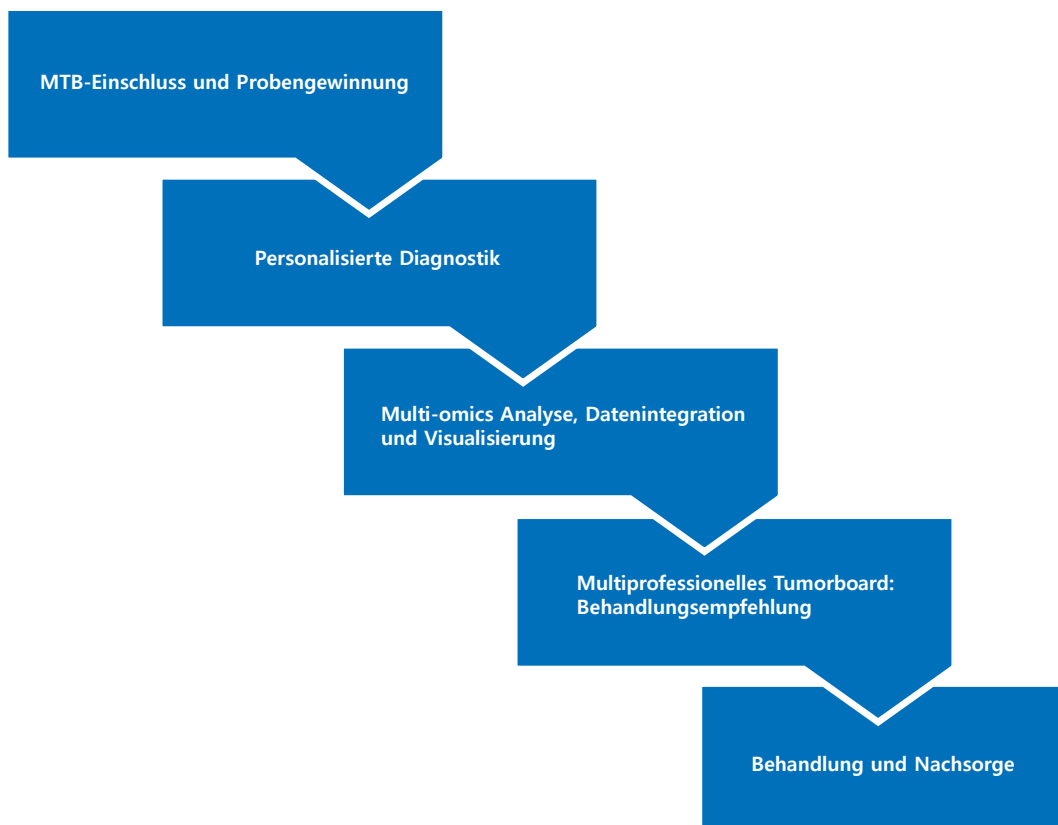 MTB-Einschluss und Probengewinnung
Personalisierte Diagnostik
Multi-omics Analyse, Datenintegration
und Visualisierung
Multiprofessionelles Tumorboard:
Behandlungsempfehlung
Behandlung und Nachsorge